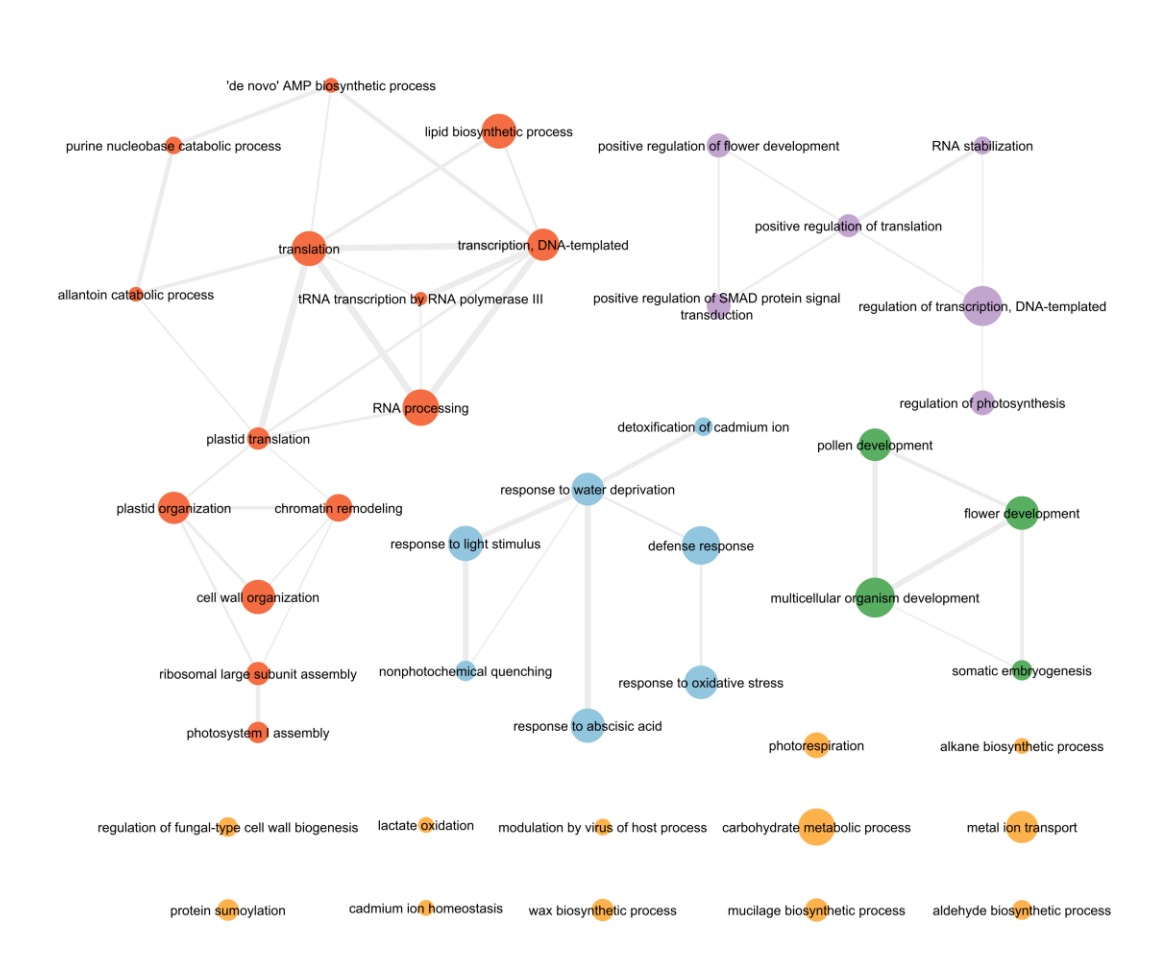 'de novo' AMP biosynthetic process
lipid biosynthetic process
purine nucleobase catabolic process
positive regulation of flower development
RNA stabilization
positive regulation of translation
translation
transcription, DNA-templated
allantoin catabolic process
tRNA transcription by RNA polymerase III
positive regulation of SMAD protein signal
transduction
regulation of transcription, DNA-templated
RNA processing
regulation of photosynthesis
plastid translation
detoxification of cadmium ion
pollen development
response to water deprivation
plastid organization
chromatin remodeling
flower development
response to light stimulus
defense response
cell wall organization
multicellular organism development
ribosomal large subunit assembly
nonphotochemical quenching
response to oxidative stress
somatic embryogenesis
photosystem I assembly
response to abscisic acid
photorespiration
alkane biosynthetic process
regulation of fungal-type cell wall biogenesis
lactate oxidation
modulation by virus of host process
carbohydrate metabolic process
metal ion transport
protein sumoylation
cadmium ion homeostasis
wax biosynthetic process
mucilage biosynthetic process
aldehyde biosynthetic process